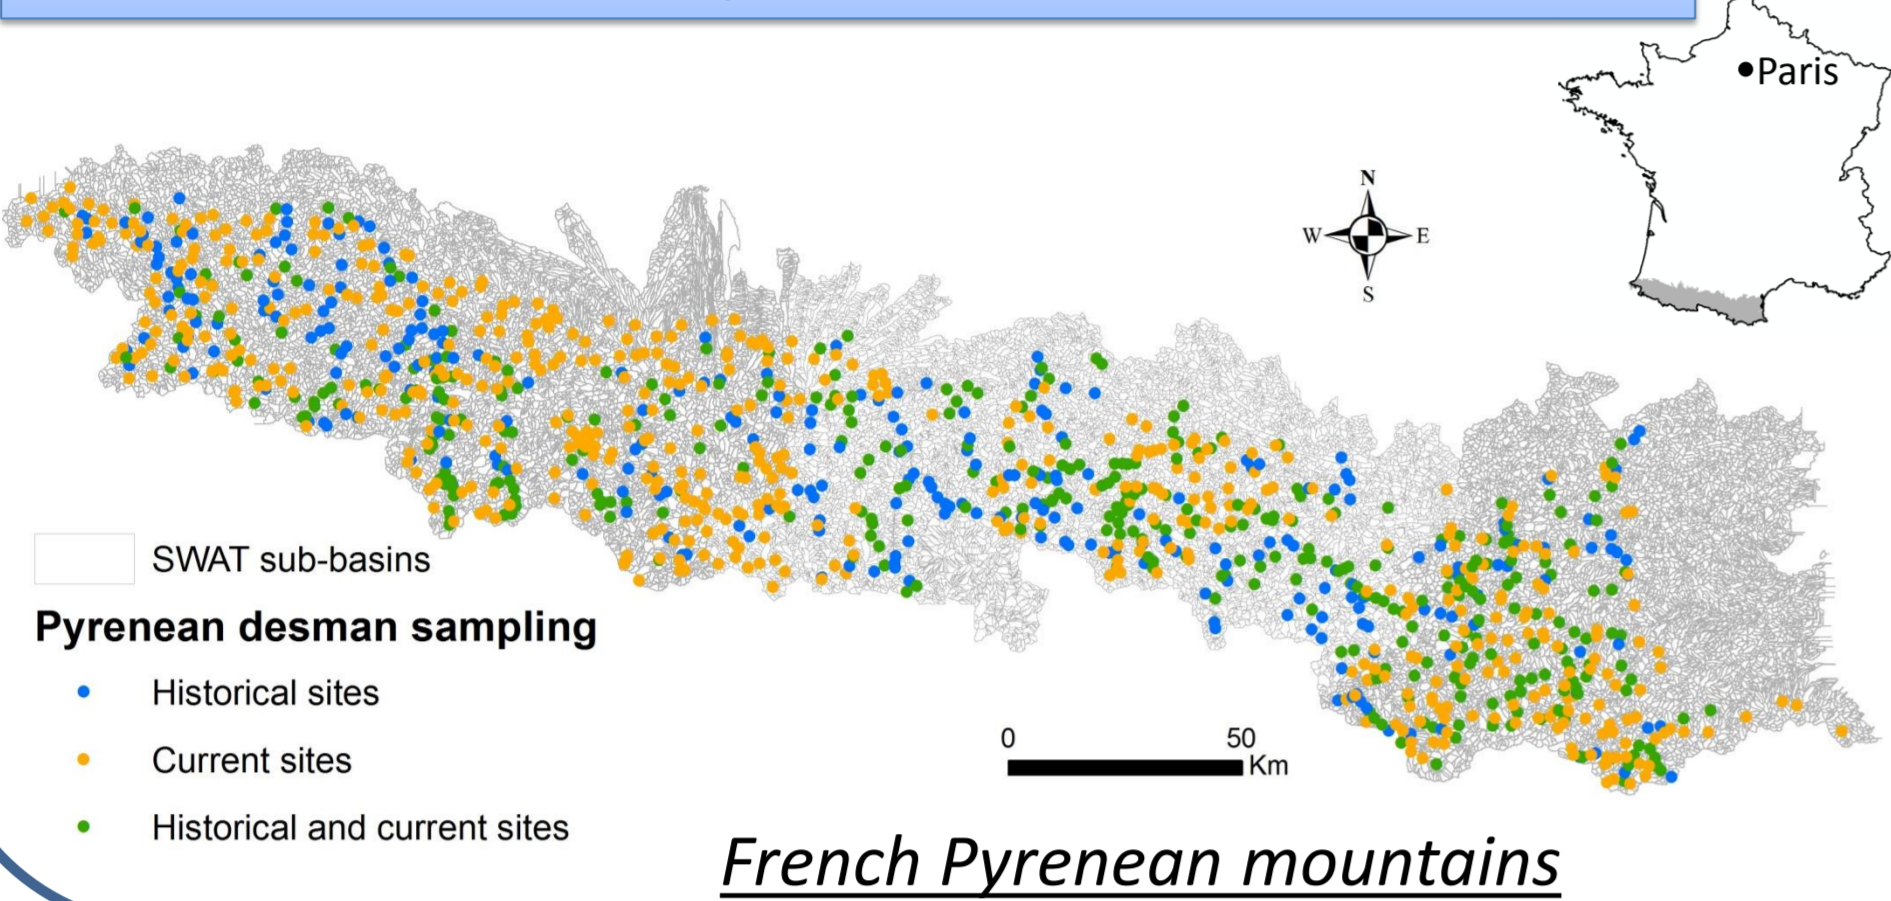 Paris
N
W E
S
SWAT sub-basins
Pyrenean desman sampling
Historical sites
Current sites
Historical and current sites
0 50
Km
French Pyrenean mountains